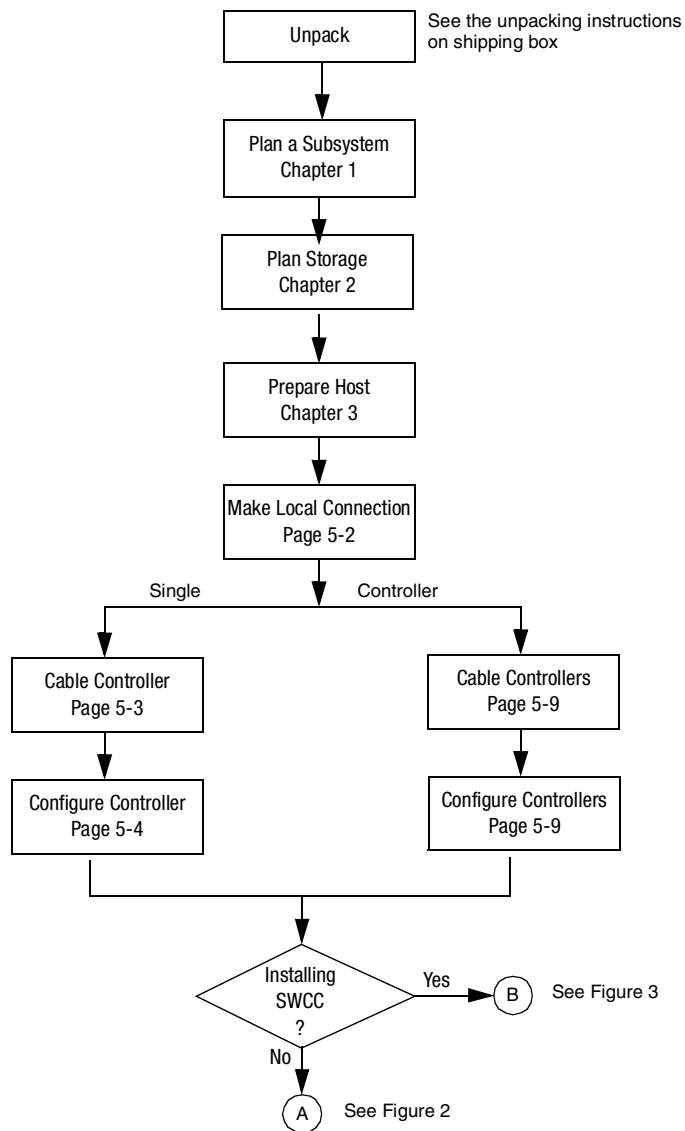 Unpack
See the unpacking instructions
on shipping box
Plan a Subsystem
Chapter 1
Plan Storage
Chapter 2
Prepare Host
Chapter 3
Make Local Connection
Page 5-2
Single
Controller
Cable Controller
Page 5-3
Cable Controllers
Page 5-9
Configure Controller
Page 5-4
Configure Controllers
Page 5-9
Installing
SWCC
?
Yes
B
See Figure 3
No
A
See Figure 2